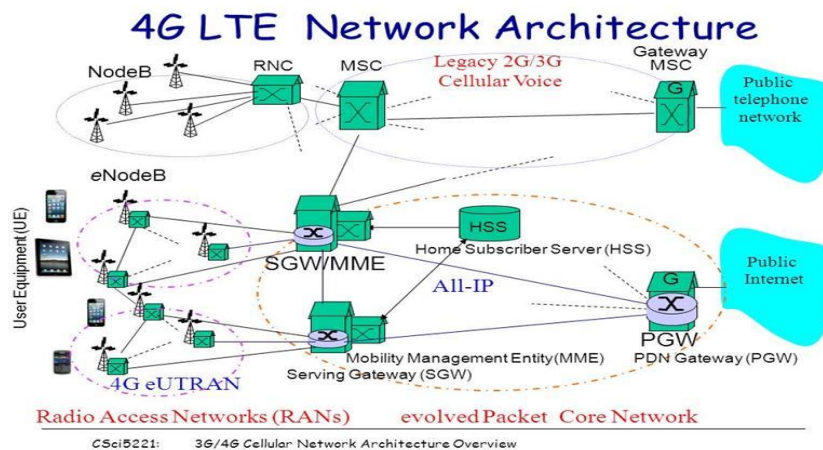 4G LTE Network Architecture
NodeB
RNC
MSC
Legacy 2G/3G
Cellular Voice
Gateway
MSC
G
Public
telephone
network
eNodeB
User Equipment(UE)
SGW/MME
HSS
Home Subscriber Server (HSS)
All-IP
G
Public
Internet
PGW
PDN Gateway (PGW)
Mobility Management Entity(MME)
Serving Gateway (SGW)
4G eUTRAN
Radio Access Networks (RANs)
evolved Packet Core Network
CSci5221: 3G/4G Cellular Network Architecture Overview